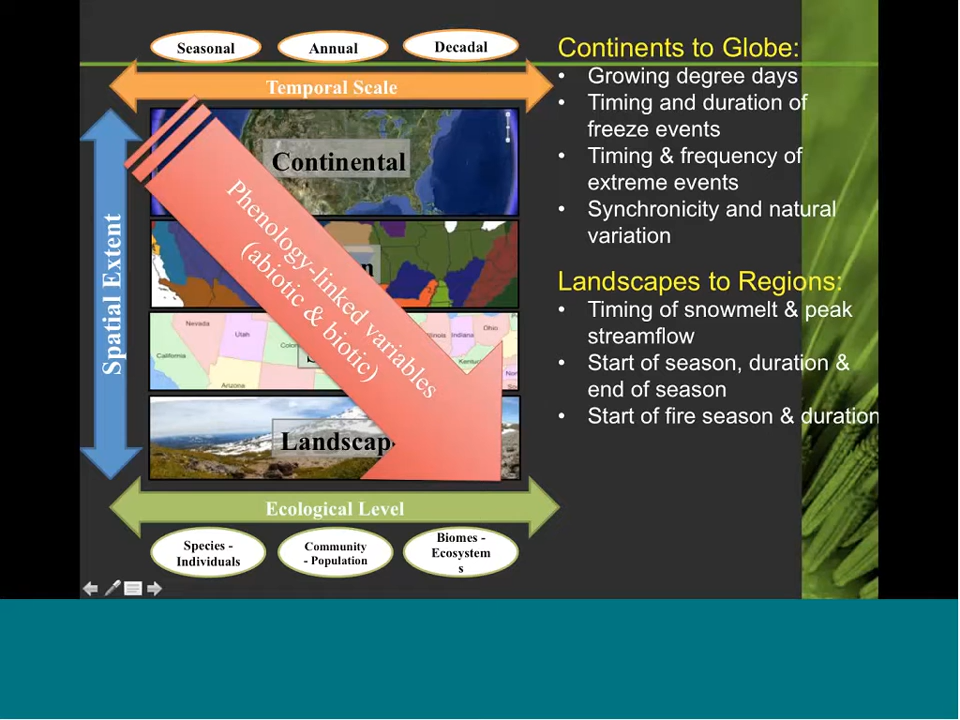 Seasonal
Annual
Decadal
Temporal Scale
Spatial Extent
Continental
Phenology-linked variables
(abiotic & biotic)
Nevada
Utah
California
Arizona
Illinois
Indiana
Ohio
Landscap
Ecological Level
Species -
Individuals
Community
- Population
Biomes -
Ecosystem
s
Continents to Globe:
• Growing degree days
• Timing and duration of
freeze events
• Timing & frequency of
extreme events
• Synchronicity and natural
variation
Landscapes to Regions:
• Timing of snowmelt & peak
streamflow
• Start of season, duration &
end of season
• Start of fire season & duration